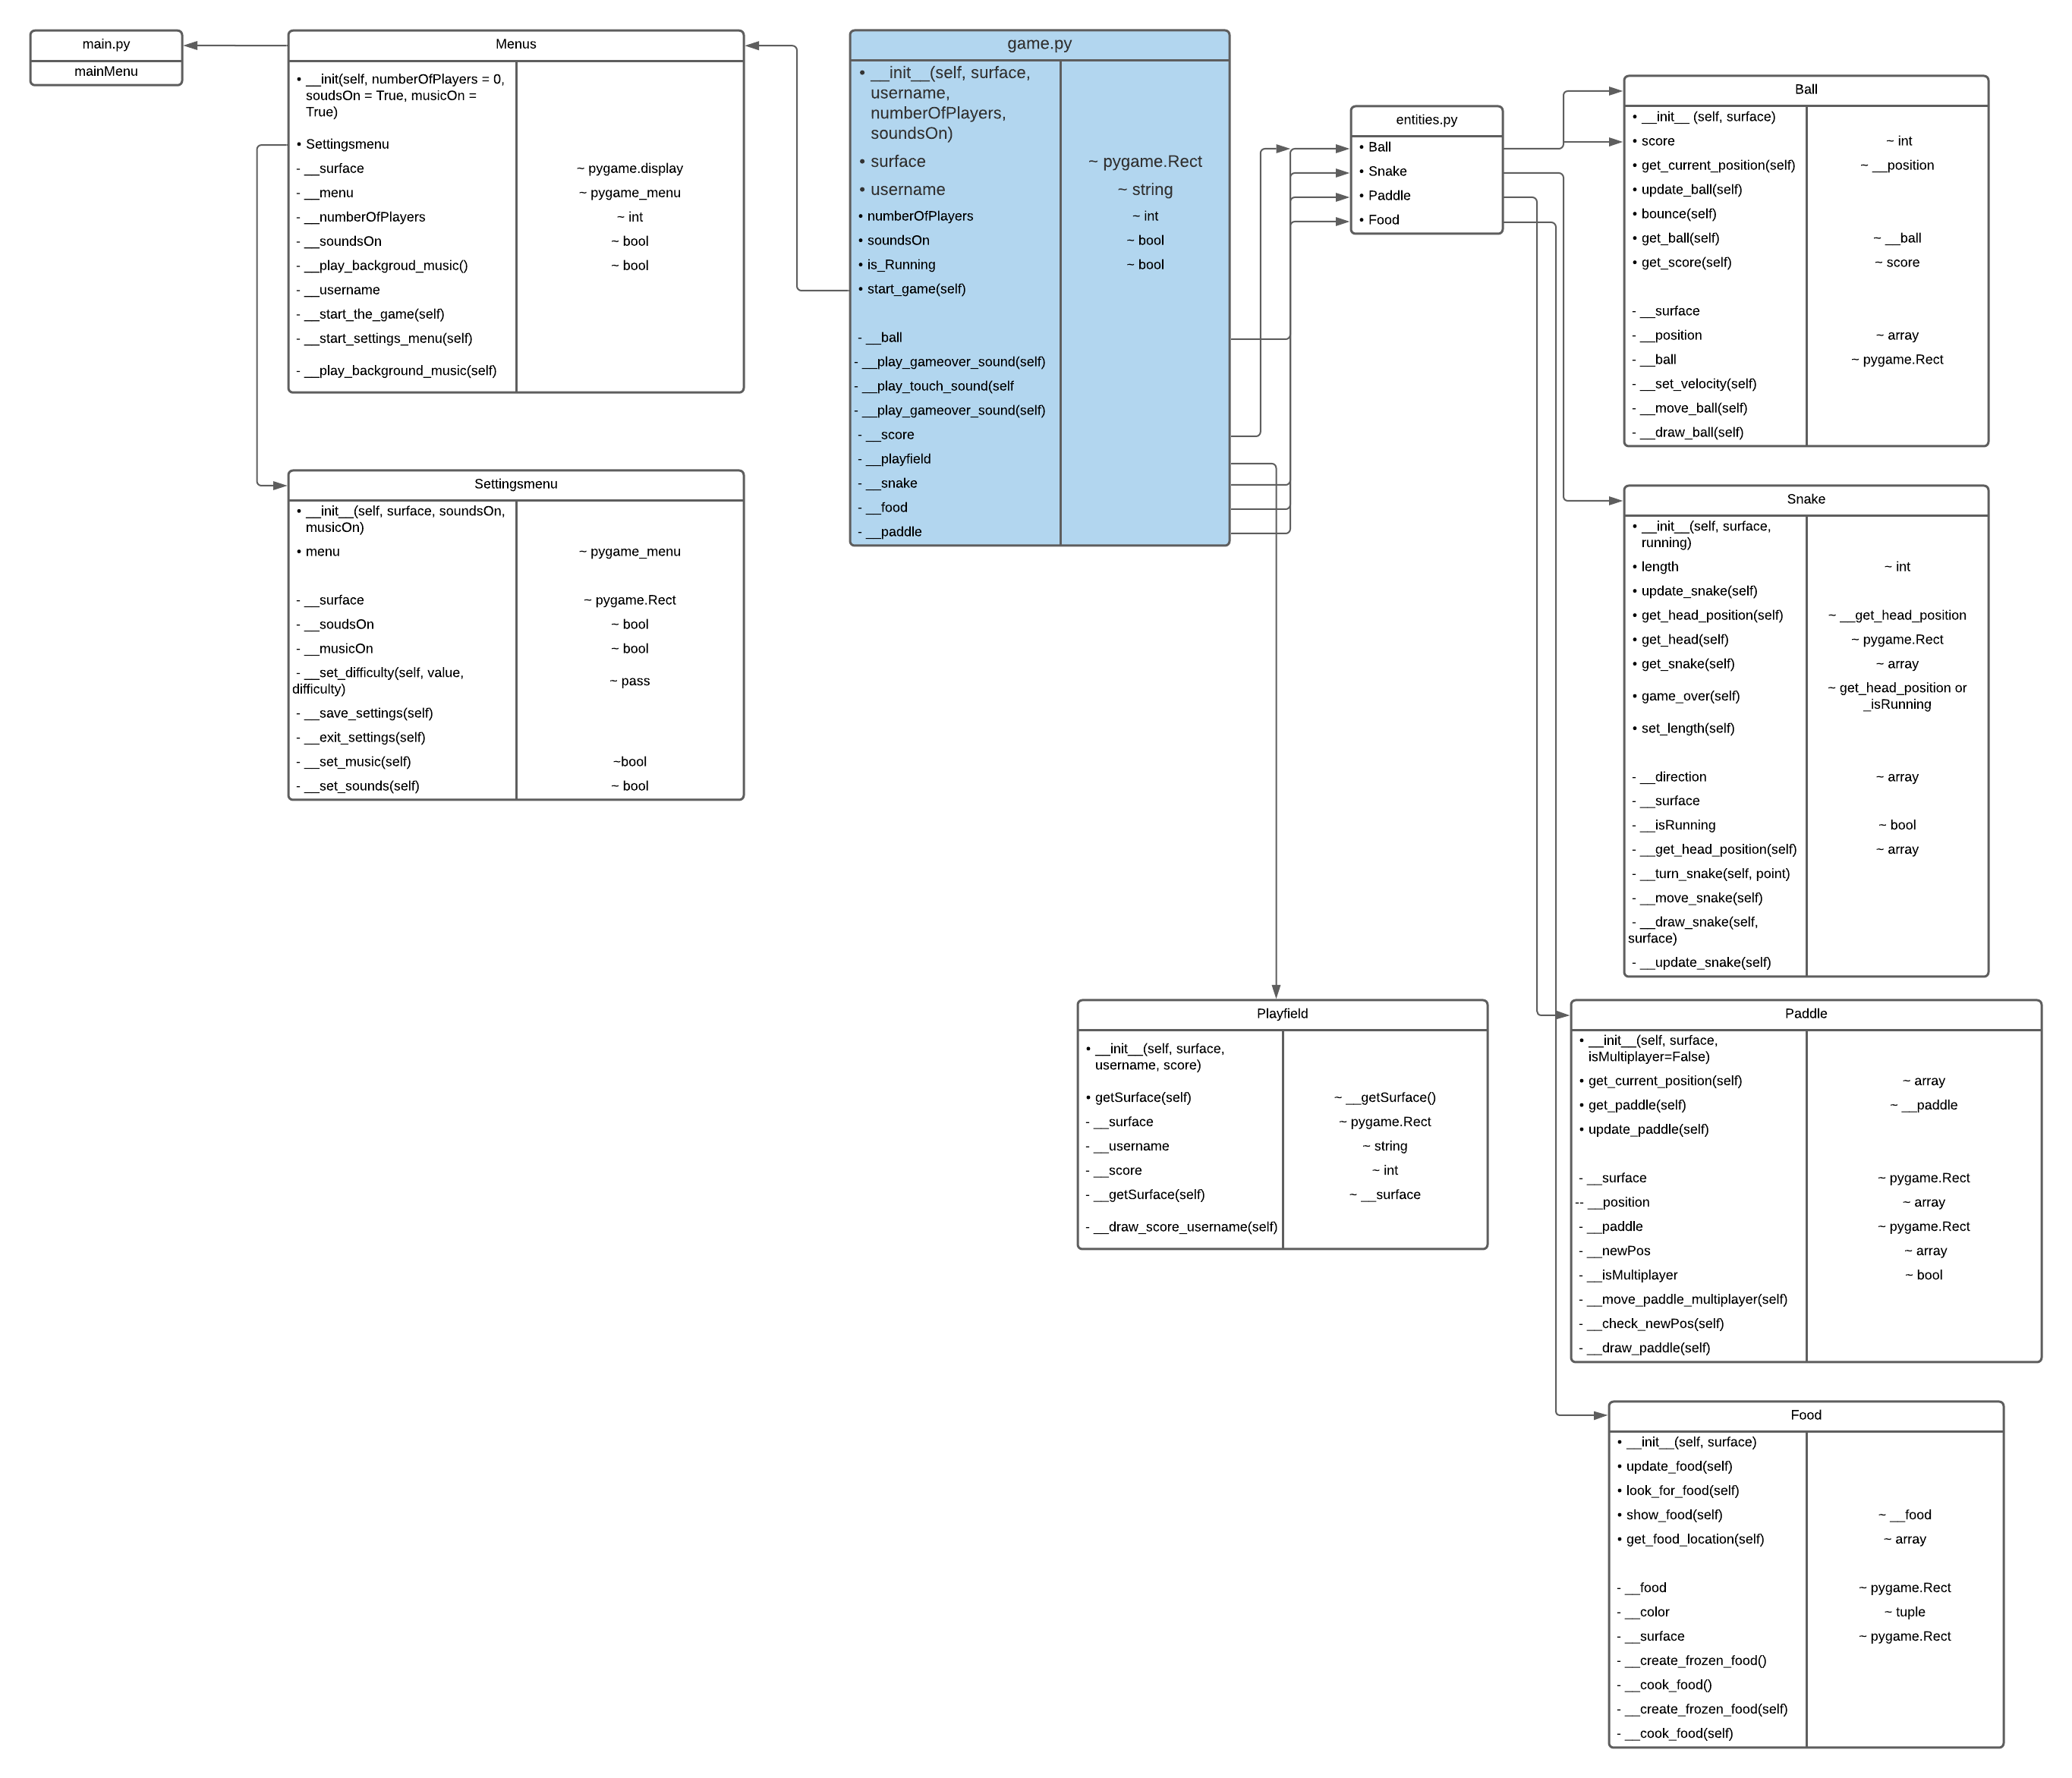 main.py
mainMenu
Menus
• __init(self, numberOfPlayers = 0,
soudsOn = True, musicOn =
True)
• Settingsmenu
- __surface ~ pygame.display
- __menu ~ pygame_menu
- __numberOfPlayers ~ int
- __soundsOn ~ bool
- __play_backgroud_music() ~ bool
- __username
- __start_the_game(self)
- __start_settings_menu(self)
- __play_background_music(self)
Settingsmenu
• __init__(self, surface, soundsOn,
musicOn)
• menu ~ pygame_menu
- __surface ~ pygame.Rect
- __soudsOn ~ bool
- __musicOn ~ bool
- __set_difficulty(self, value,
difficulty) ~ pass
- __save_settings(self)
- __exit_settings(self)
- __set_music(self) ~bool
- __set_sounds(self) ~ bool
game.py
• __init__(self, surface,
username,
numberOfPlayers,
soundsOn)
• surface ~ pygame.Rect
• username ~ string
• numberOfPlayers ~ int
• soundsOn ~ bool
• is_Running ~ bool
• start_game(self)
- __ball
- __play_gameover_sound(self)
- __play_touch_sound(self
- __play_gameover_sound(self)
- __score
- __playfield
- __snake
- __food
- __paddle
entities.py
• Ball
• Snake
• Paddle
• Food
Ball
• __init__ (self, surface)
• score ~ int
• get_current_position(self) ~ __position
• update_ball(self)
• bounce(self)
• get_ball(self) ~ __ball
• get_score(self) ~ score
- __surface
- __position ~ array
- __ball ~ pygame.Rect
- __set_velocity(self)
- __move_ball(self)
- __draw_ball(self)
Snake
• __init__(self, surface,
running)
• length ~ int
• update_snake(self)
• get_head_position(self) ~ __get_head_position
• get_head(self) ~ pygame.Rect
• get_snake(self) ~ array
• game_over(self) ~ get_head_position or
_isRunning
• set_length(self)
- __direction ~ array
- __surface
- __isRunning ~ bool
- __get_head_position(self) ~ array
- __turn_snake(self, point)
- __move_snake(self)
- __draw_snake(self,
surface)
- __update_snake(self)
Playfield
• __init__(self, surface,
username, score)
• getSurface(self) ~ __getSurface()
- __surface ~ pygame.Rect
- __username ~ string
- __score ~ int
- __getSurface(self) ~ __surface
- __draw_score_username(self)
Paddle
• __init__(self, surface,
isMultiplayer=False)
• get_current_position(self) ~ array
• get_paddle(self) ~ __paddle
• update_paddle(self)
- __surface ~ pygame.Rect
-- __position ~ array
- __paddle ~ pygame.Rect
- __newPos ~ array
- __isMultiplayer ~ bool
- __move_paddle_multiplayer(self)
- __check_newPos(self)
- __draw_paddle(self)
Food
• __init__(self, surface)
• update_food(self)
• look_for_food(self)
• show_food(self) ~ __food
• get_food_location(self) ~ array
- __food ~ pygame.Rect
- __color ~ tuple
- __surface ~ pygame.Rect
- __create_frozen_food()
- __cook_food()
- __create_frozen_food(self)
- __cook_food(self)